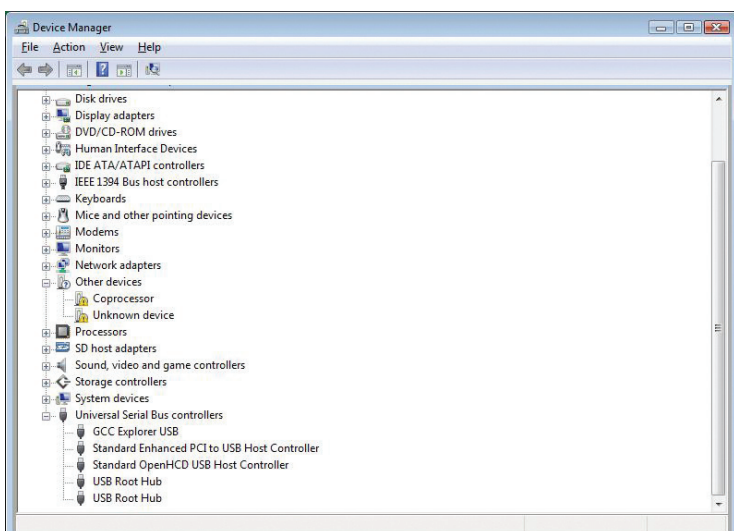 Device Manager
File Action View Help
Disk drives
Display adapters
DVD/CD-ROM drives
Human Interface Devices
IDE ATA/ATAPI controllers
IEEE 1394 Bus host controllers
Keyboards
Mice and other pointing devices
Modems
Monitors
Network adapters
Other devices
Coprocessor
Unknown device
Processors
SD host adapters
Sound, video and game controllers
Storage controllers
System devices
Universal Serial Bus controllers
GCC Explorer USB
Standard Enhanced PCI to USB Host Controller
Standard OpenHCD USB Host Controller
USB Root Hub
USB Root Hub